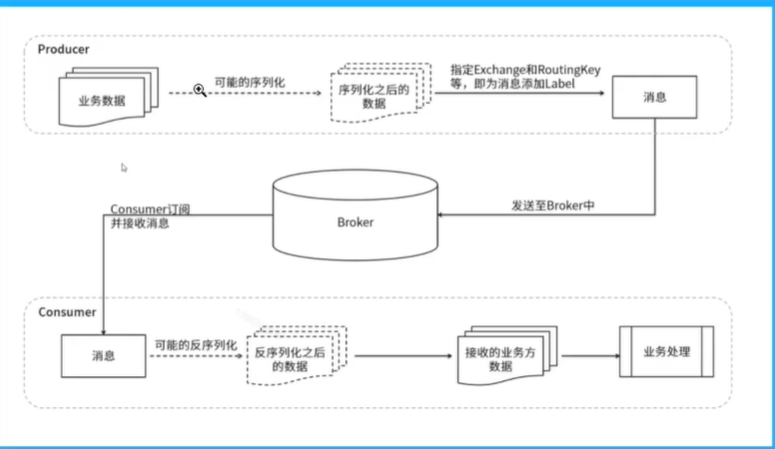 Producer
业务数据
可能的序列化
序列化之后的
数据
指定Exchange和RoutingKey
等，即为消息添加Label
消息
发送至Broker中
Broker
Consumer订阅
并接收消息
Consumer
消息
可能的反序列化
反序列化之后
的数据
接收的业务方
数据
业务处理